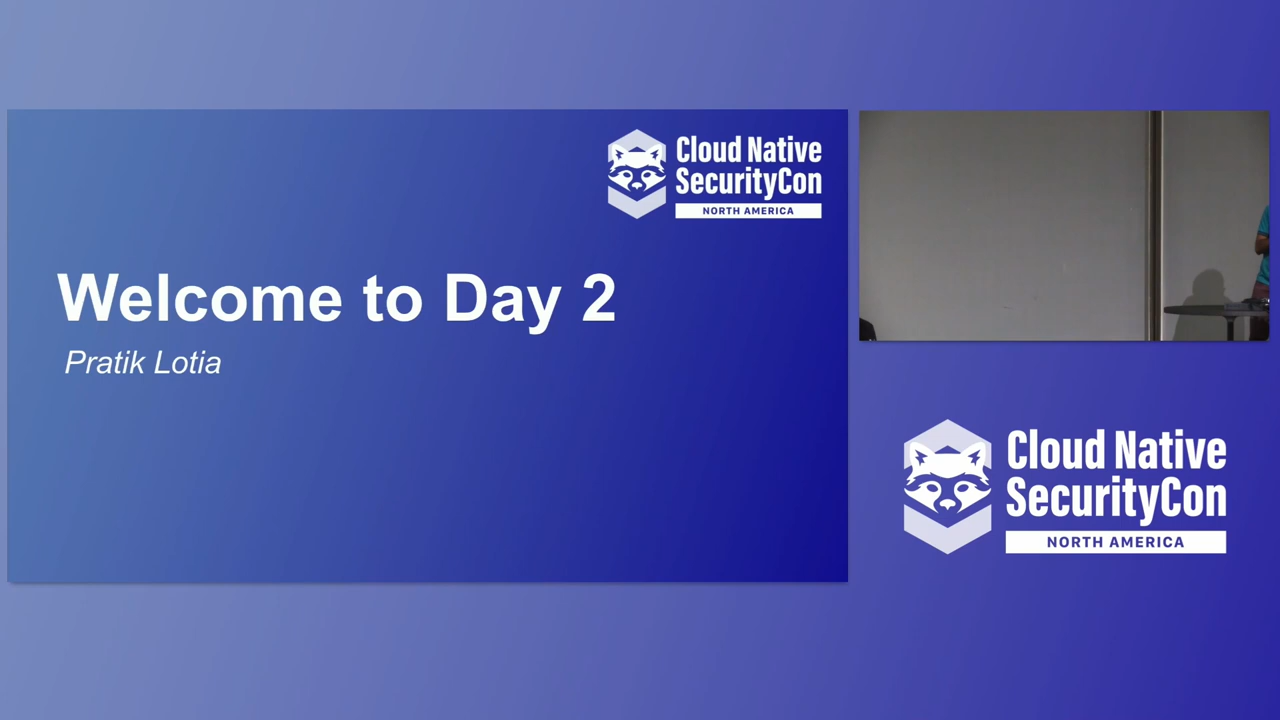 Cloud Native
SecurityCon
NORTH AMERICA
Welcome to Day 2
Pratik Lotia
Cloud Native
SecurityCon
NORTH AMERICA